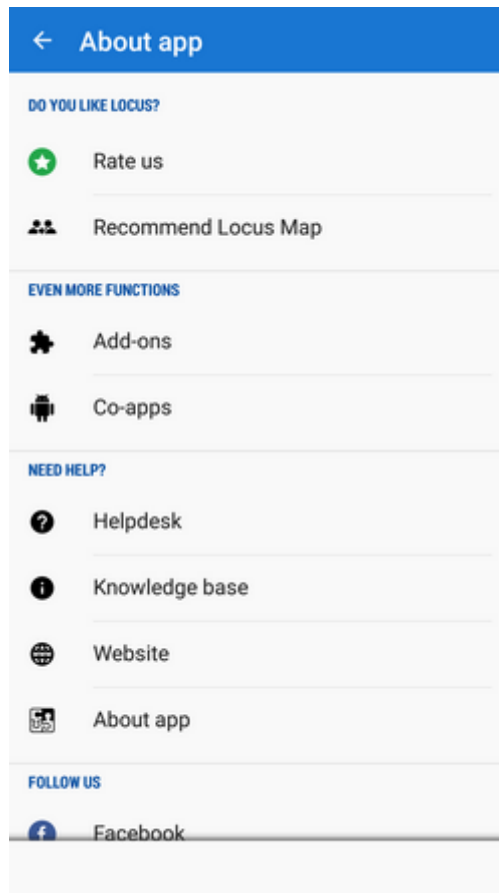 About app
DO YOU LIKE LOCUS?
Rate us
Recommend Locus Map
EVEN MORE FUNCTIONS
Add-ons
Co-apps
NEED HELP?
Helpdesk
Knowledge base
Website
About app
FOLLOW US
Facebook